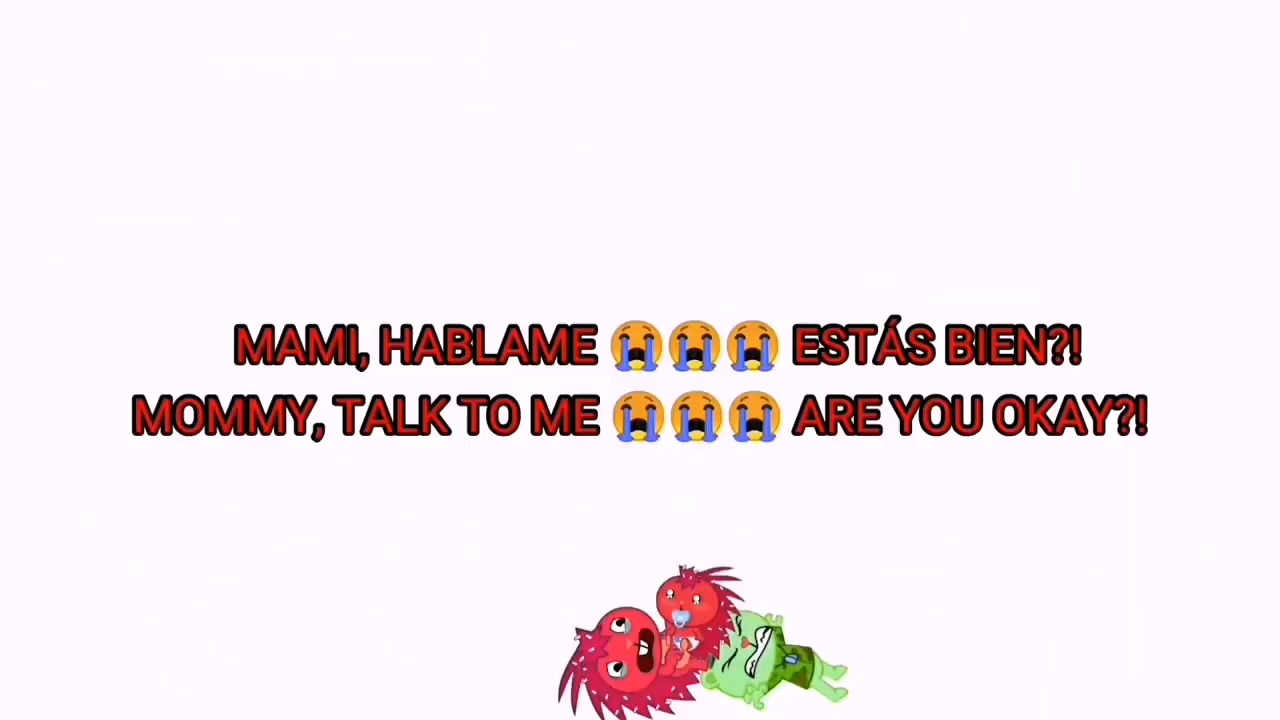 MAMI, HABLAME 😭😭😭 ESTÁS BIEN?!
MOMMY, TALK TO ME 😭😭😭 ARE YOU OKAY?!